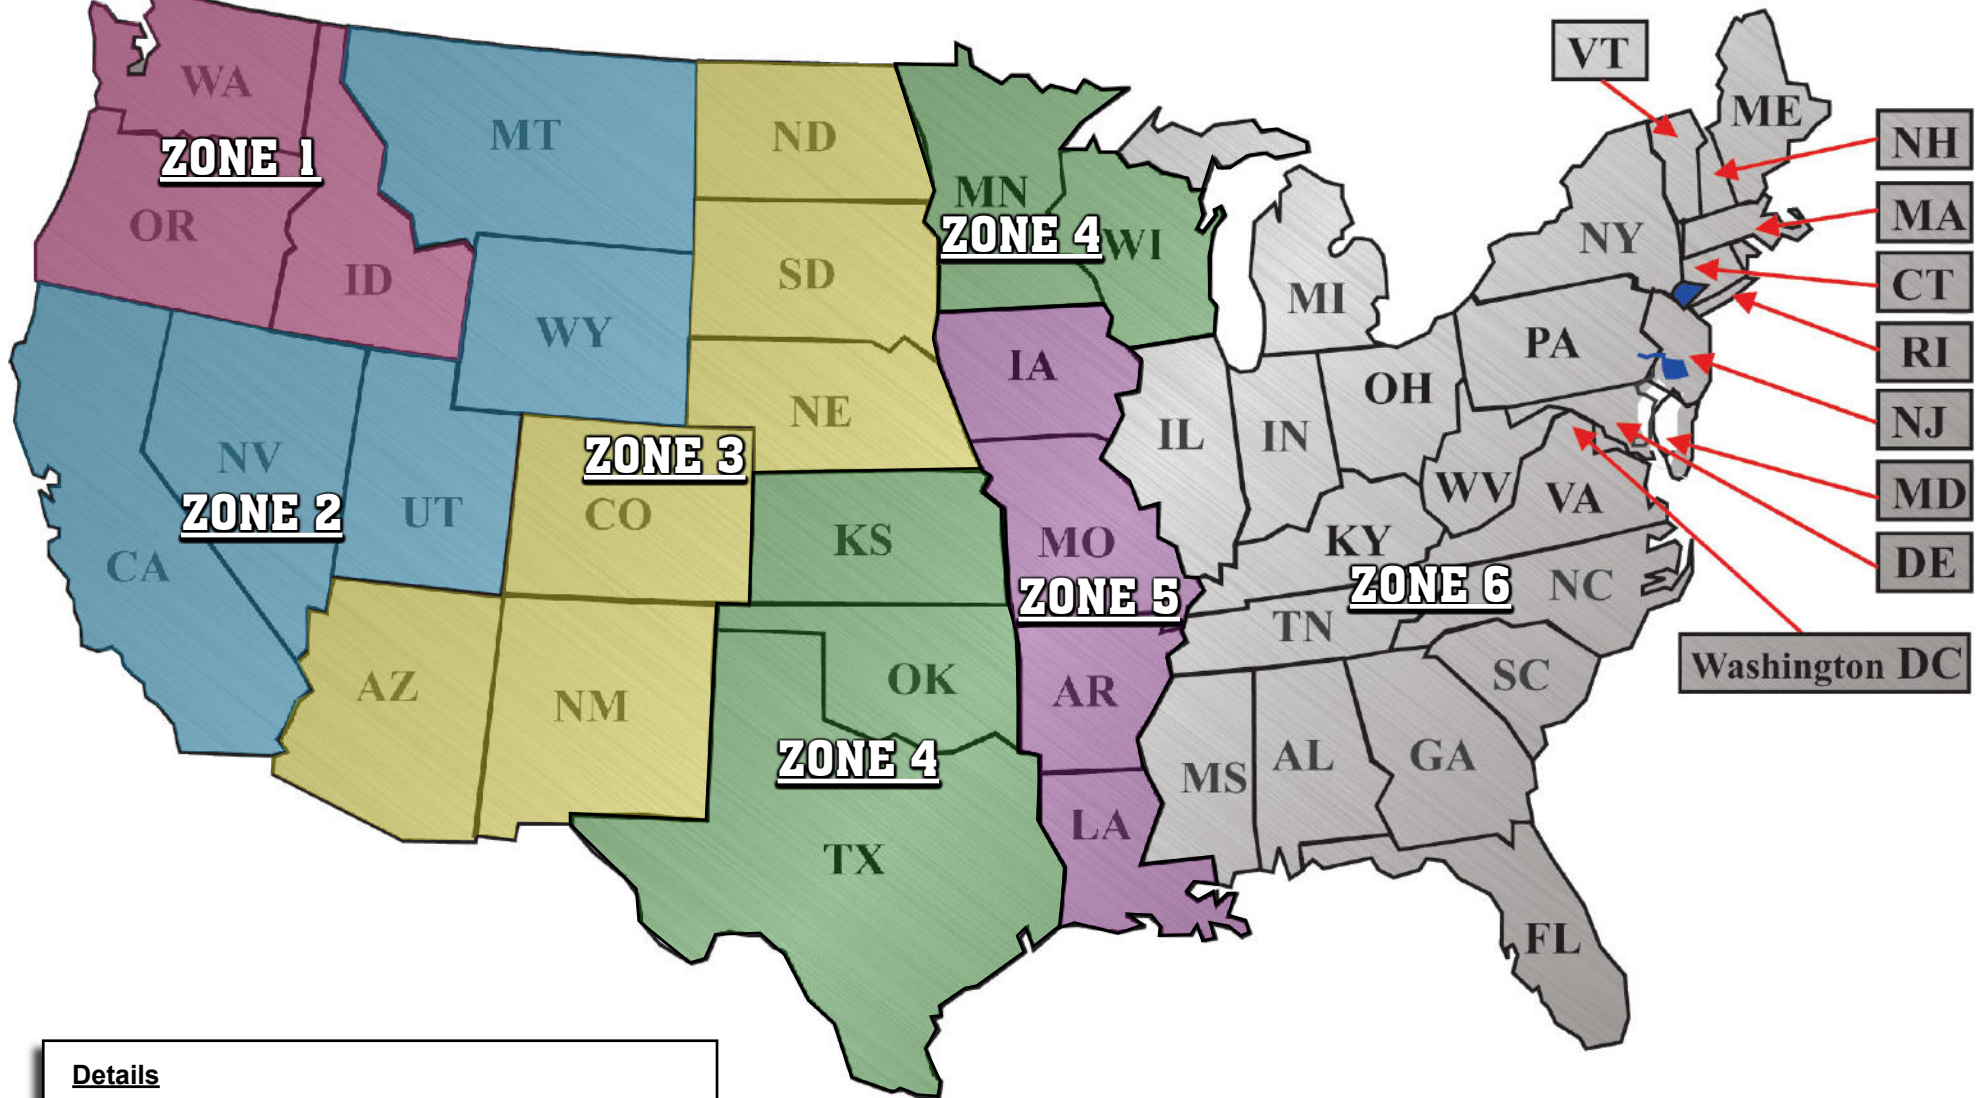 WA
MT
ND
MN
VT
ME
NH
ZONE 1
OR
ID
SD
ZONE 4
WI
NY
MA
CT
MI
WY
PA
RI
IA
OH
NE
NJ
IL
IN
NV
ZONE 3
UT
CO
WV
VA
MD
ZONE 2
CA
KS
MO
KY
DE
ZONE 5
ZONE 6
NC
TN
Washington DC
AZ
NM
OK
AR
SC
ZONE 4
MS
AL
GA
LA
TX
FL
Details